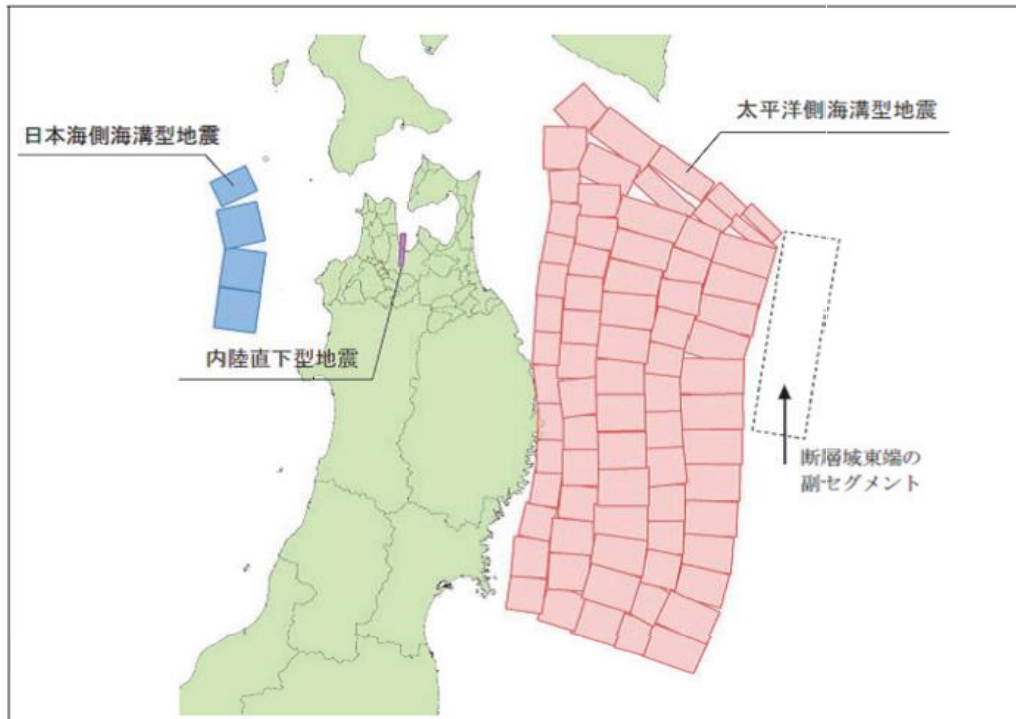 太平洋側海溝型地震
日本海側海溝型地震
内陸直下型地震
断層域東端の
副セグメント